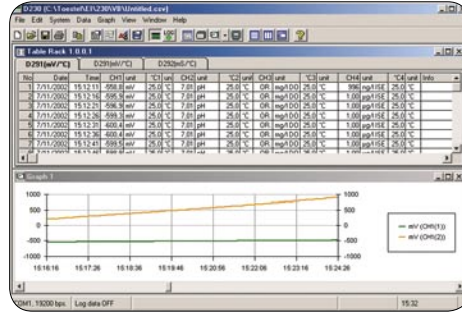 D230 [C:\Toestel\EI\230\VB\Untitled.csv]
File Edit System Data Graph View Window Help
Table Rack 1.0.0.1
D291(mV/°C) D291(mV/°C) D292(mS/°C)
No Date Time CH1 unit °C1 unit CH2 unit °C2 unit CH3 unit °C3 unit CH4 unit °C4 unit Info
1 7/11/2002 15:12:11 -558,8 mV 25,0 °C 7,01 pH 25,0 °C OR mg/l DO 25,0 °C 996 µg/l ISE 25,0 °C
2 7/11/2002 15:12:16 -595,9 mV 25,0 °C 7,01 pH 25,0 °C OR mg/l DO 25,0 °C 1,00 µg/l ISE 25,0 °C
3 7/11/2002 15:12:21 -596,9 mV 25,0 °C 7,01 pH 25,0 °C OR mg/l DO 25,0 °C 1,00 µg/l ISE 25,0 °C
4 7/11/2002 15:12:26 -599,3 mV 25,0 °C 7,01 pH 25,0 °C OR mg/l DO 25,0 °C 1,00 µg/l ISE 25,0 °C
5 7/11/2002 15:12:31 -600,4 mV 25,0 °C 7,01 pH 25,0 °C OR mg/l DO 25,0 °C 1,00 µg/l ISE 25,0 °C
6 7/11/2002 15:12:36 -600,4 mV 25,0 °C 7,01 pH 25,0 °C OR mg/l DO 25,0 °C 1,00 µg/l ISE 25,0 °C
7 7/11/2002 15:12:41 -599,5 mV 25,0 °C 7,01 pH 25,0 °C OR mg/l DO 25,0 °C 1,00 µg/l ISE 25,0 °C
Graph 1
1000 1000
500 500
0 0
-500 -500
-1000 -1000
mV (CH1(1))
mV (CH1(2))
15:16:16 15:17:26 15:18:36 15:19:46 15:20:56 15:22:06 15:23:16 15:24:26
COM1, 19200 bps. Log data OFF 15:32